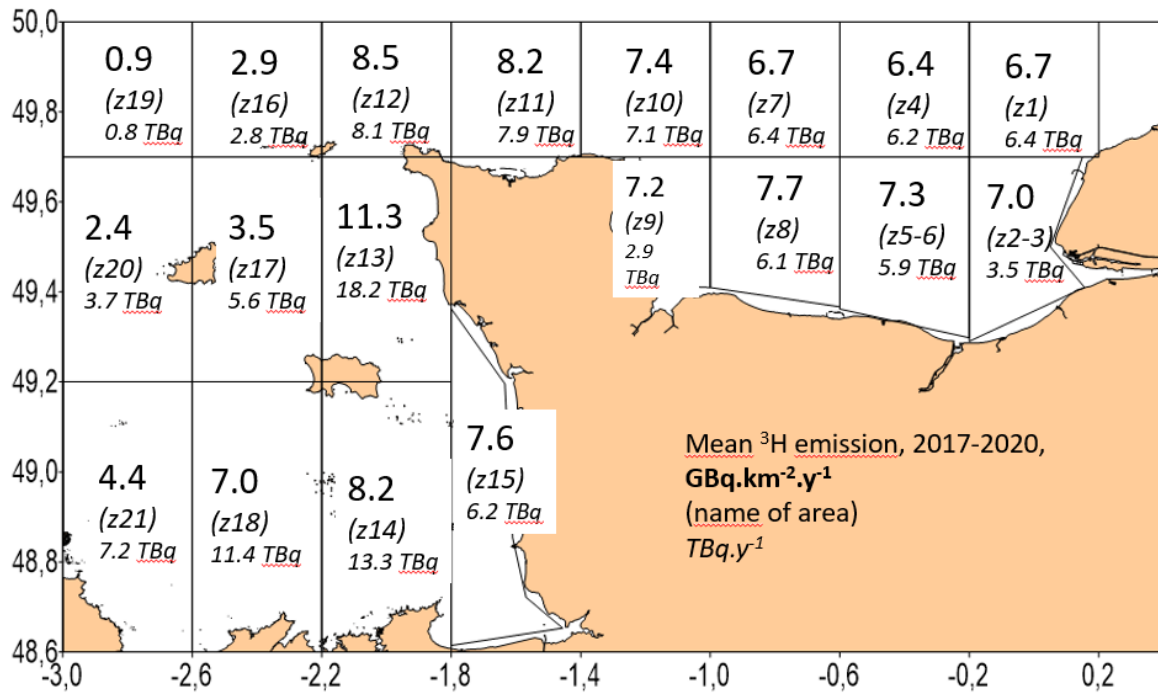 50,0
49,8
49,6
49,4
49,2
49,0
48,8
48,6
-3,0
-2,6
-2,2
-1,8
-1,4
-1,0
-0,6
-0,2
0,2
0.9
(z19)
0.8 TBq
2.9
(z16)
2.8 TBq
8.5
(z12)
8.1 TBq
8.2
(z11)
7.9 TBq
7.4
(z10)
7.1 TBq
6.7
(z7)
6.4 TBq
6.4
(z4)
6.2 TBq
6.7
(z1)
6.4 TBq
2.4
(z20)
3.7 TBq
3.5
(z17)
5.6 TBq
11.3
(z13)
18.2 TBq
7.2
(z9)
2.9
TBq
7.7
(z8)
6.1 TBq
7.3
(z5-6)
5.9 TBq
7.0
(z2-3)
3.5 TBq
4.4
(z21)
7.2 TBq
7.0
(z18)
11.4 TBq
8.2
(z14)
13.3 TBq
7.6
(z15)
6.2 TBq
Mean ³H emission, 2017-2020,
GBq.km⁻².y⁻¹
(name of area)
TBq.y⁻¹